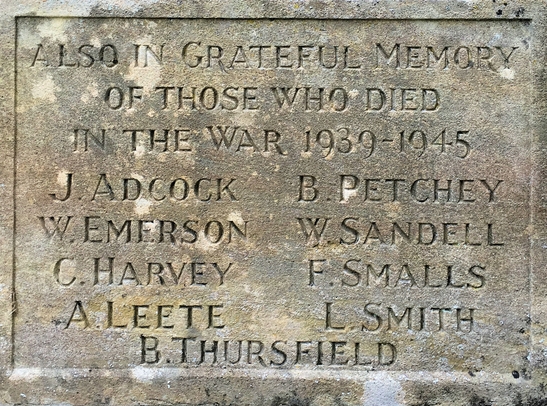 ALSO IN GRATEFUL MEMORY
OF THOSE WHO DIED
IN THE WAR 1939-1945
J. ADCOCK B. PETCHEY
W. EMERSON W. SANDELL
C. HARVEY F. SMALLS
A. LEETE L. SMITH
B. THURSFIELD